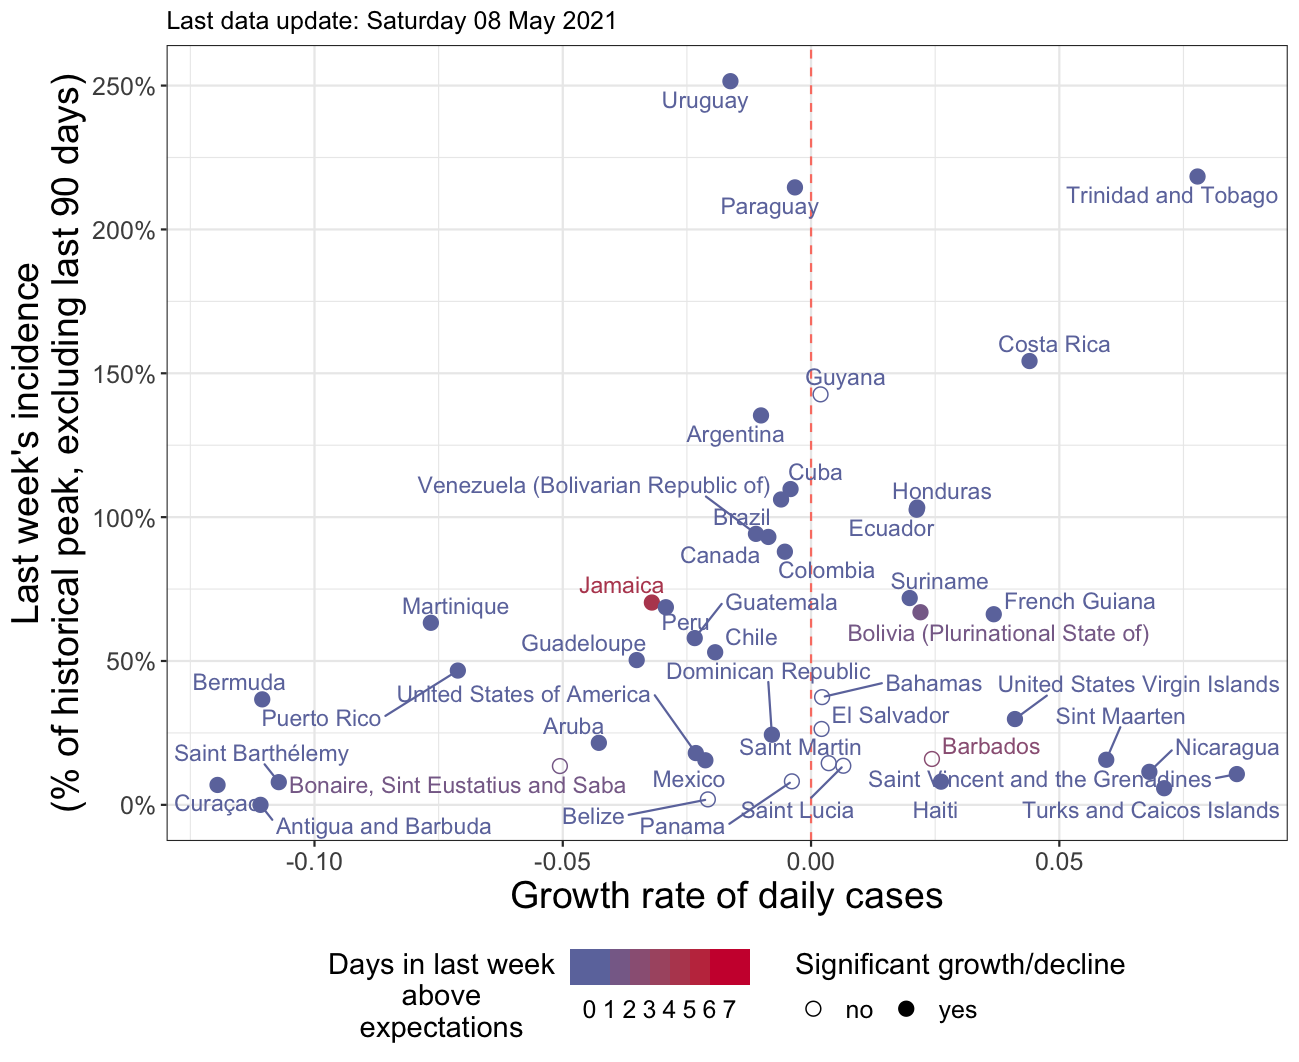 Last data update: Saturday 08 May 2021
Last week's incidence
(% of historical peak, excluding last 90 days)
250%
200%
150%
100%
50%
0%
Uruguay
Trinidad and Tobago
Paraguay
Costa Rica
Guyana
Argentina
Cuba
Venezuela (Bolivarian Republic of)
Honduras
Brazil
Ecuador
Canada
Colombia
Jamaica
Suriname
Martinique
Guatemala
French Guiana
Peru
Bolivia (Plurinational State of)
Guadeloupe
Chile
Dominican Republic
Bermuda
Bahamas
United States Virgin Islands
United States of America
Puerto Rico
El Salvador
Sint Maarten
Aruba
Saint Martin
Barbados
Nicaragua
Saint Barthélemy
Mexico
Saint Vincent and the Grenadines
Bonaire, Sint Eustatius and Saba
Curaçao
Belize
Saint Lucia
Haiti
Turks and Caicos Islands
Antigua and Barbuda
Panama
-0.10
-0.05
0.00
0.05
Growth rate of daily cases
Days in last week
above
expectations
0 1 2 3 4 5 6 7
Significant growth/decline
no
yes